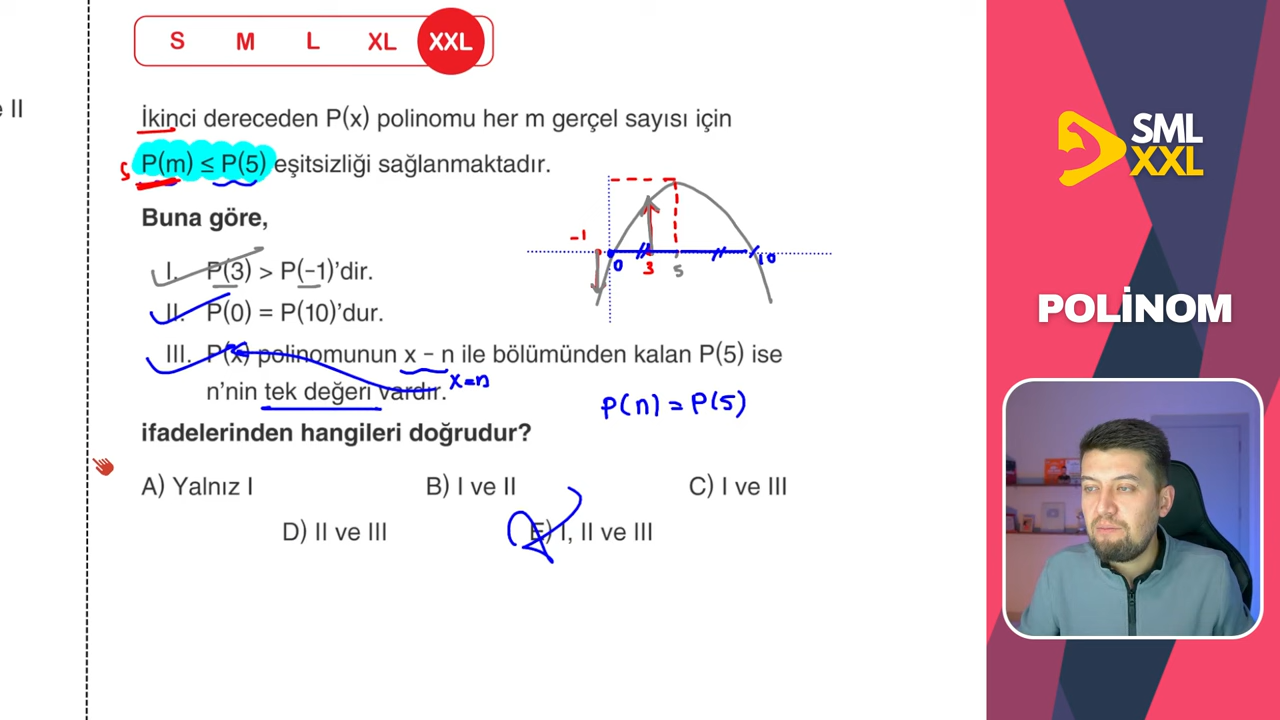 S M L XL XXL
e II
İkinci dereceden P(x) polinomu her m gerçel sayısı için
5 P(m) ≤ P(5) eşitsizliği sağlanmaktadır.
Buna göre,
I. P(3) > P(−1)'dir.
II. P(0) = P(10)'dur.
III. P(x) polinomunun x − n ile bölümünden kalan P(5) ise
n'nin tek değeri vardır. x=n
-1 0 3 5 10
P(n) = P(5)
ifadelerinden hangileri doğrudur?
A) Yalnız I B) I ve II C) I ve III
D) II ve III E) I, II ve III
SML
XXL
POLİNOM